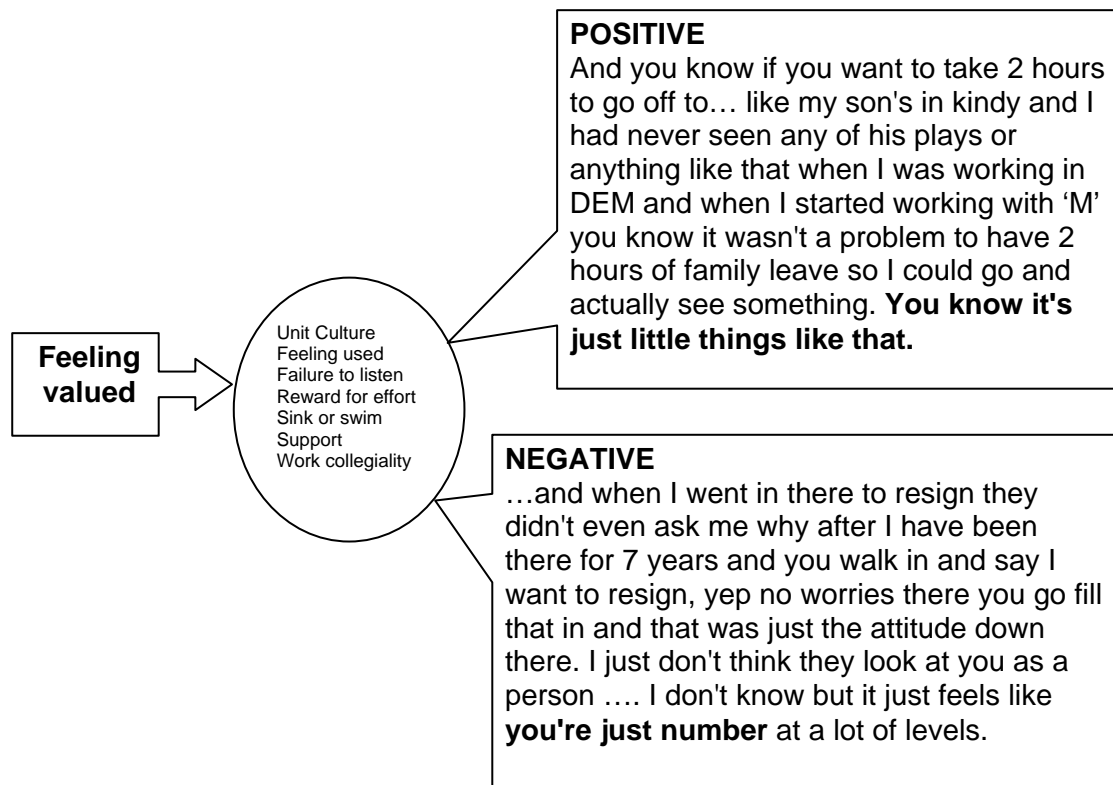 Feeling
valued
Unit Culture
Feeling used
Failure to listen
Reward for effort
Sink or swim
Support
Work collegiality
POSITIVE
And you know if you want to take 2 hours
to go off to… like my son's in kindy and I
had never seen any of his plays or
anything like that when I was working in
DEM and when I started working with ‘M’
you know it wasn't a problem to have 2
hours of family leave so I could go and
actually see something. You know it's
just little things like that.
NEGATIVE
…and when I went in there to resign they
didn't even ask me why after I have been
there for 7 years and you walk in and say I
want to resign, yep no worries there you go fill
that in and that was just the attitude down
there. I just don't think they look at you as a
person …. I don't know but it just feels like
you're just number at a lot of levels.